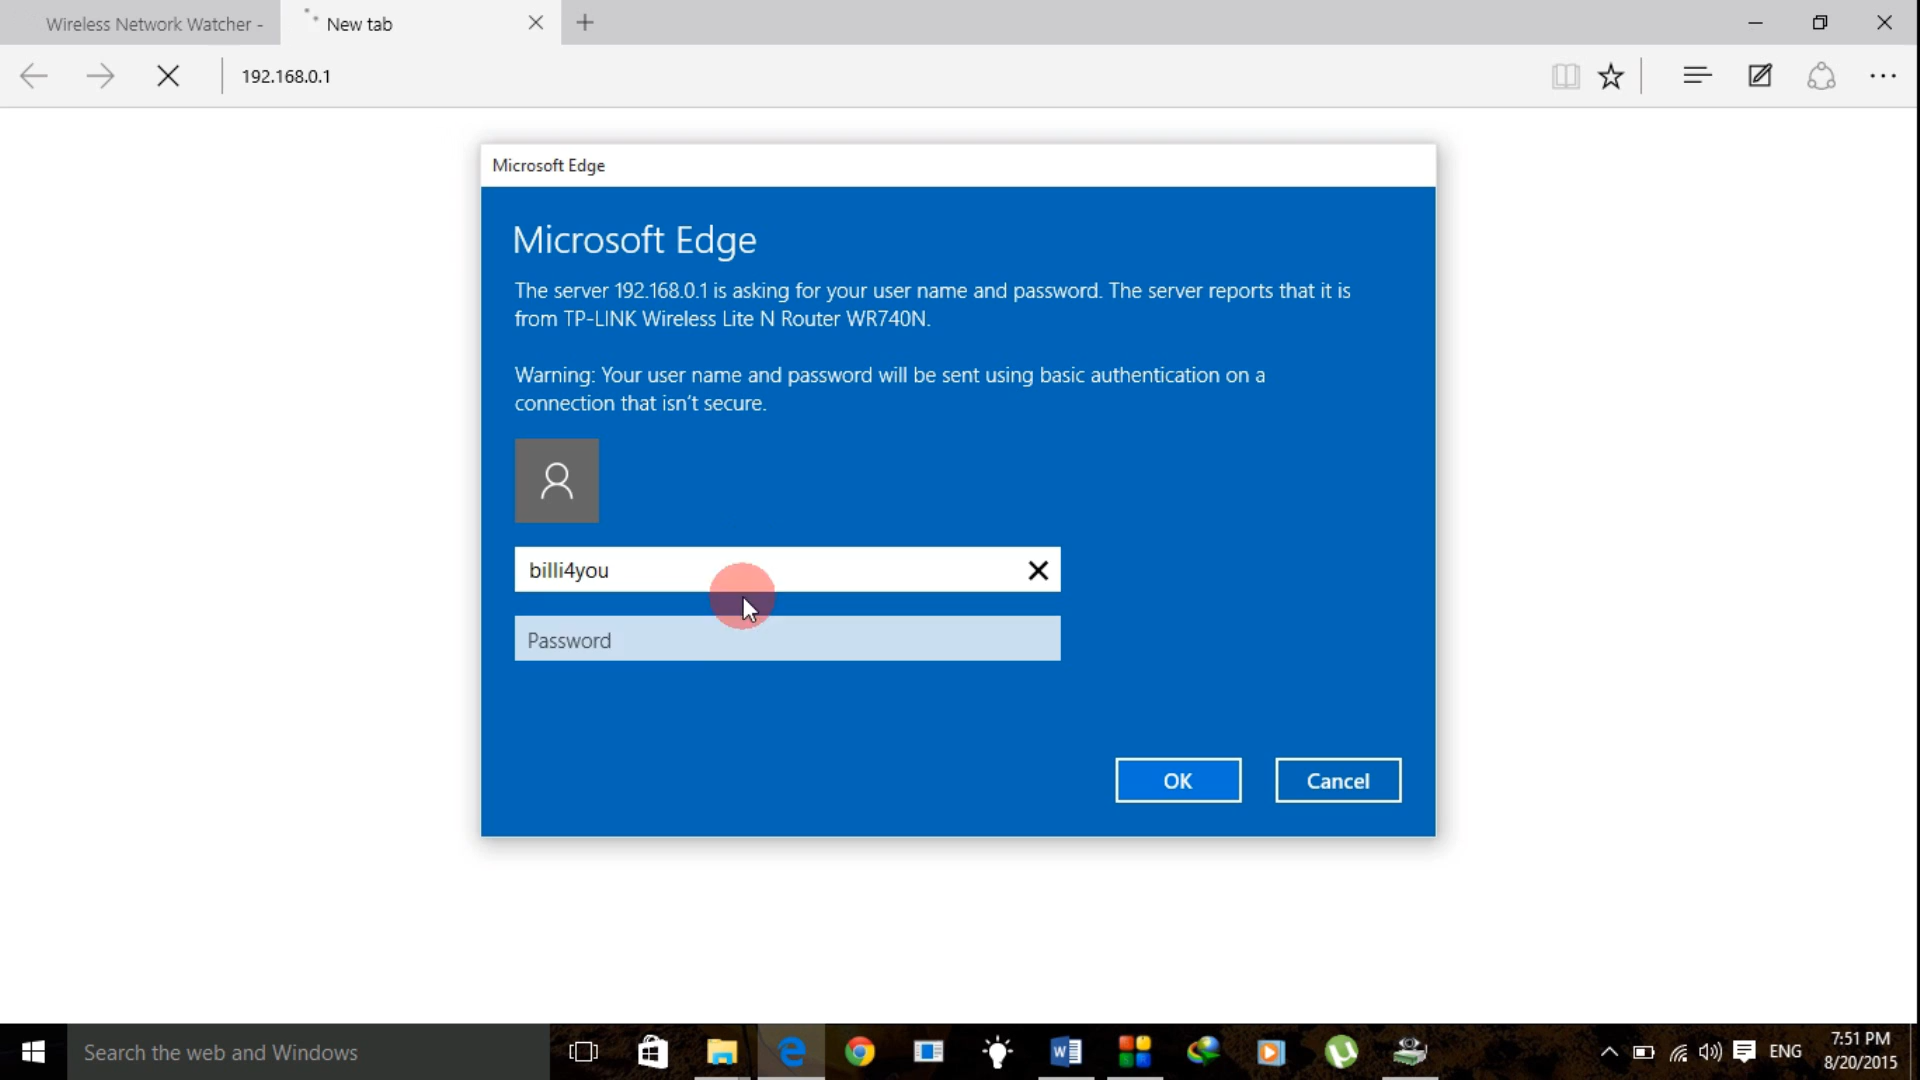 Wireless Network Watcher -
New tab
192.168.0.1
Microsoft Edge
Microsoft Edge
The server 192.168.0.1 is asking for your user name and password. The server reports that it is
from TP-LINK Wireless Lite N Router WR740N.
Warning: Your user name and password will be sent using basic authentication on a
connection that isn't secure.
billi4you
Password
OK
Cancel
Search the web and Windows
ENG
7:51 PM
8/20/2015